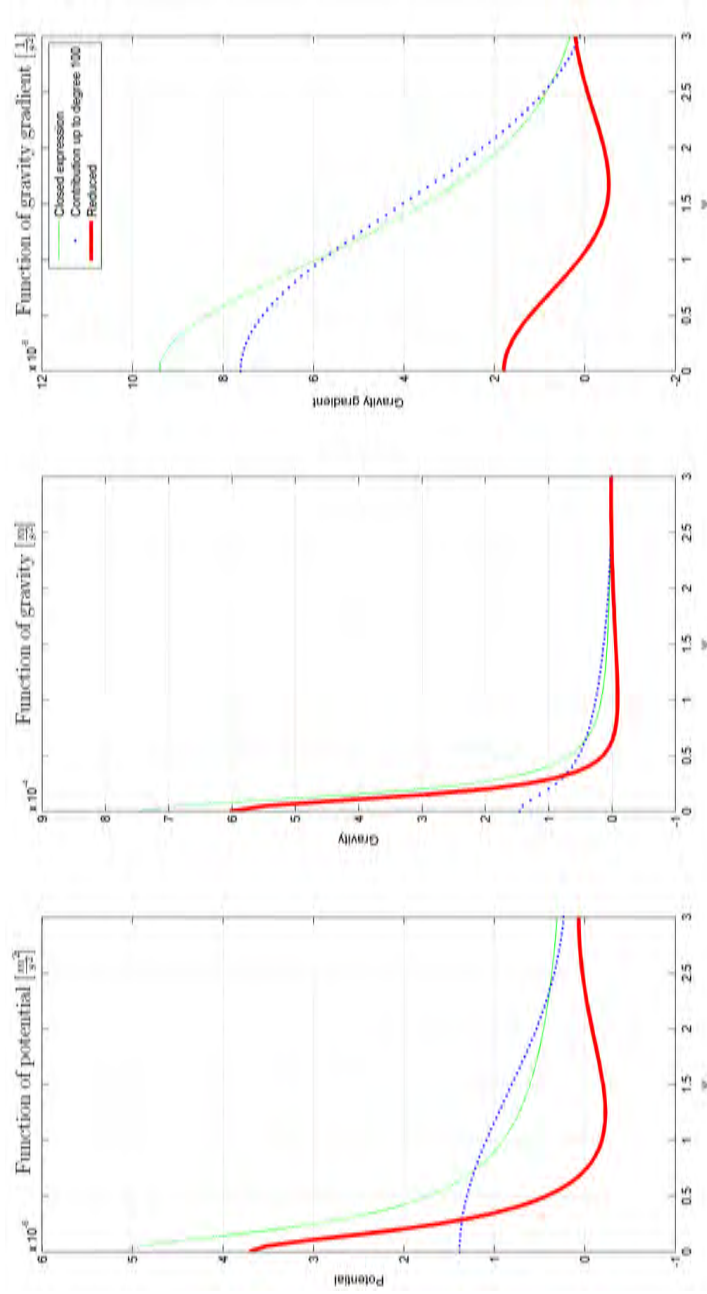 Function of potential [m²/s²]
x 10
6
5
4
3
2
1
0
-1
Potential
0 0.5 1 1.5 2 2.5 3
Function of gravity [m/s²]
x 10⁻⁴
9
8
7
6
5
4
3
2
1
0
-1
Gravity
0 0.5 1 1.5 2 2.5 3
Function of gravity gradient [1/s²]
x 10
12
10
8
6
4
2
0
-2
Gravity gradient
0 0.5 1 1.5 2 2.5 3
Closed expression
Contribution up to degree 100
Reduced